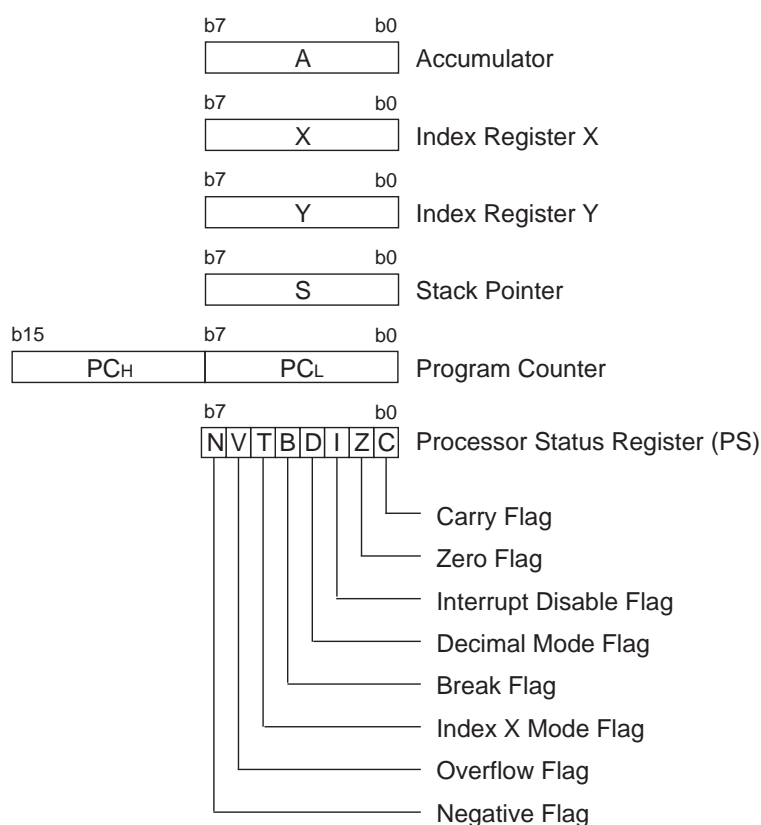 b7 b0
A Accumulator
b7 b0
X Index Register X
b7 b0
Y Index Register Y
b7 b0
S Stack Pointer
b15 b7 b0
PCH PCL Program Counter
b7 b0
N V T B D I Z C Processor Status Register (PS)
Carry Flag
Zero Flag
Interrupt Disable Flag
Decimal Mode Flag
Break Flag
Index X Mode Flag
Overflow Flag
Negative Flag